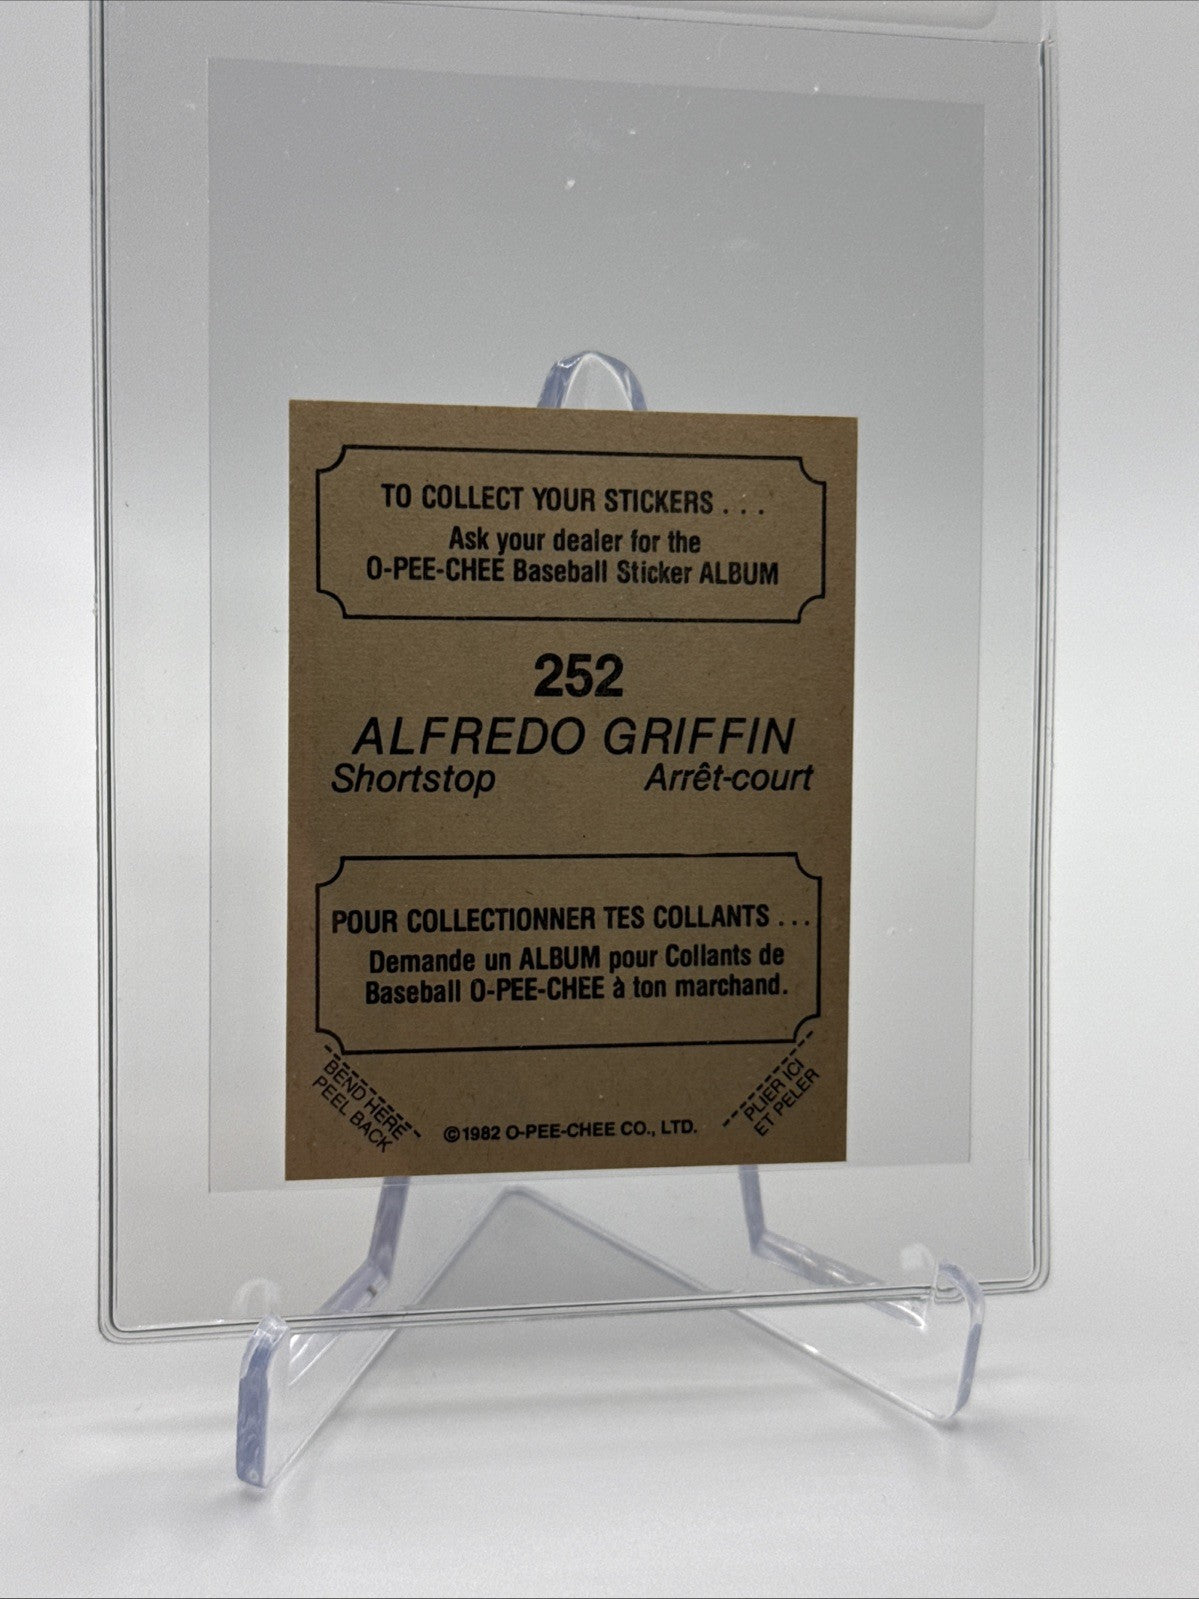 TO COLLECT YOUR STICKERS . . .
Ask your dealer for the
O-PEE-CHEE Baseball Sticker ALBUM
252
ALFREDO GRIFFIN
Shortstop Arrêt-court
POUR COLLECTIONNER TES COLLANTS . . .
Demande un ALBUM pour Collants de
Baseball O-PEE-CHEE à ton marchand.
BEND HERE
PEEL BACK
©1982 O-PEE-CHEE CO., LTD.
PLIER ICI
ET PELER